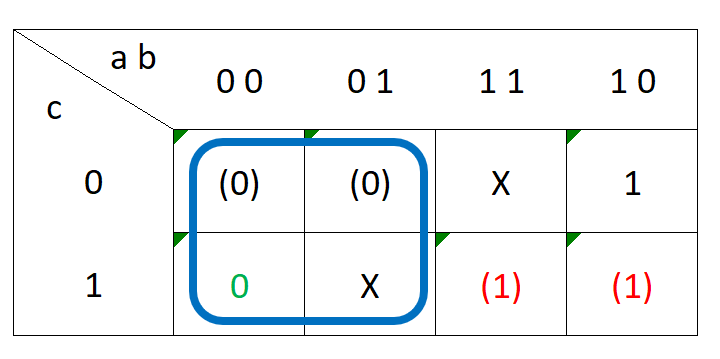 a b
c
0 0 0 1 1 1 1 0
0 (0) (0) X 1
1 0 X (1) (1)